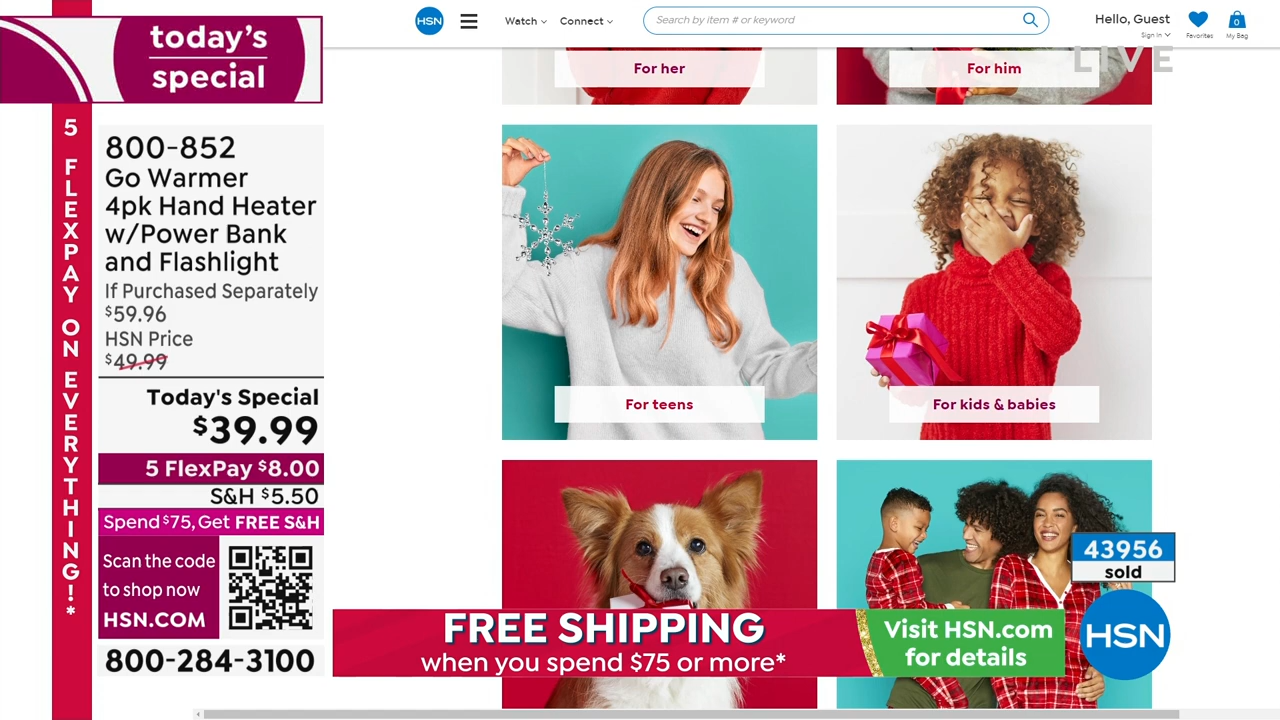 today's
special
5 FLEXPAY ON EVERYTHING!*
800-852
Go Warmer
4pk Hand Heater
w/Power Bank
and Flashlight
If Purchased Separately
$59.96
HSN Price
$49.99
Today's Special
$39.99
5 FlexPay $8.00
S&H $5.50
Spend $75, Get FREE S&H
Scan the code
to shop now
HSN.COM
800-284-3100
HSN
Watch
Connect
Search by item # or keyword
Hello, Guest
Sign in
Favorites
0
My Bag
LIVE
For her
For him
For teens
For kids & babies
43956
sold
FREE SHIPPING
when you spend $75 or more*
Visit HSN.com
for details
HSN